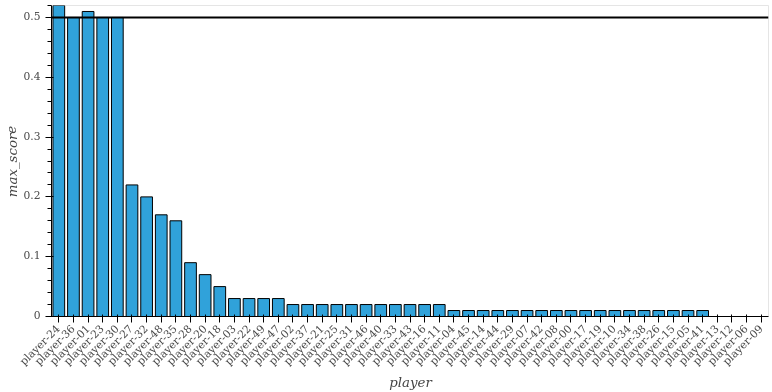 0.5
0.4
0.3
0.2
0.1
0
max_score
player-24
player-36
player-01
player-23
player-30
player-27
player-32
player-48
player-35
player-28
player-20
player-18
player-03
player-22
player-49
player-47
player-02
player-37
player-21
player-25
player-31
player-46
player-40
player-33
player-43
player-16
player-11
player-04
player-45
player-14
player-44
player-29
player-07
player-42
player-08
player-00
player-17
player-19
player-10
player-34
player-38
player-26
player-15
player-05
player-41
player-13
player-12
player-06
player-09
player